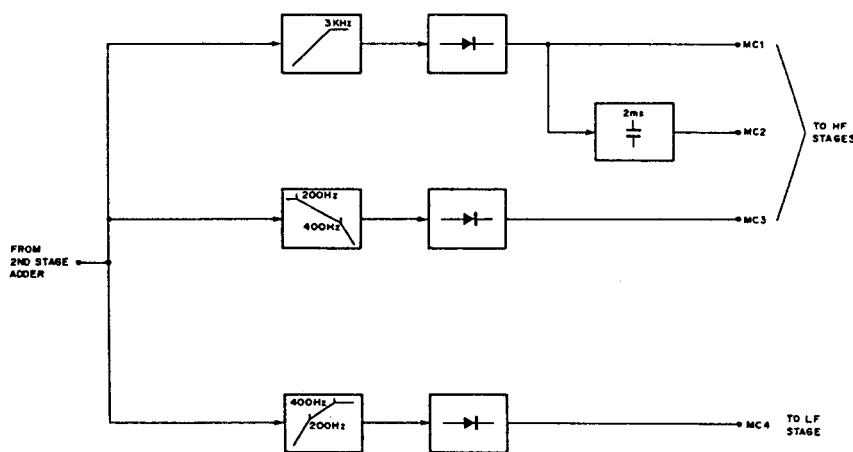 3KHz
MC1
2ms
MC2
TO HF
STAGES
200Hz
400Hz
MC3
FROM
2ND STAGE
ADDER
400Hz
200Hz
MC4
TO LF
STAGE